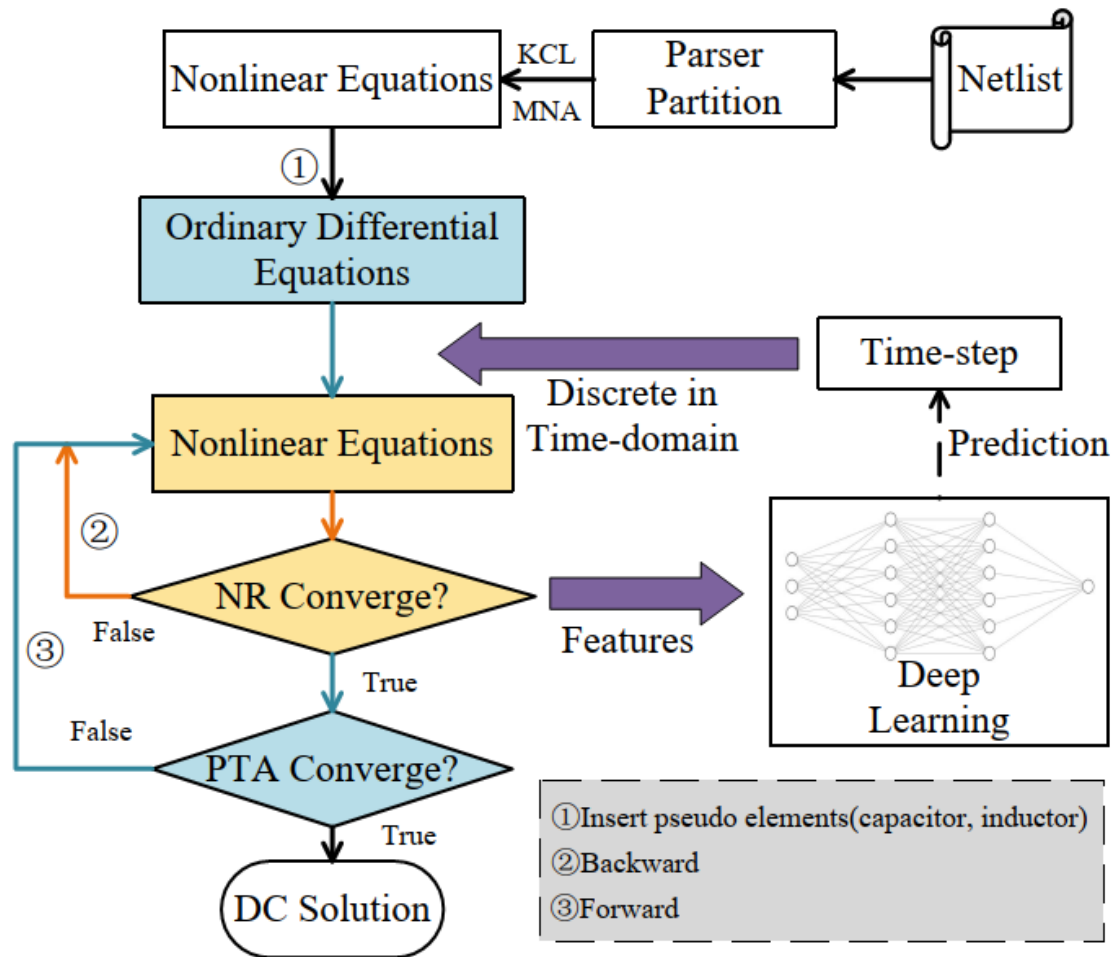 Nonlinear Equations
KCL
MNA
Parser
Partition
Netlist
①
Ordinary Differential
Equations
Discrete in
Time-domain
Time-step
Prediction
Nonlinear Equations
②
NR Converge?
False
Features
Deep
Learning
③
True
False
PTA Converge?
True
DC Solution
①Insert pseudo elements(capacitor, inductor)
②Backward
③Forward